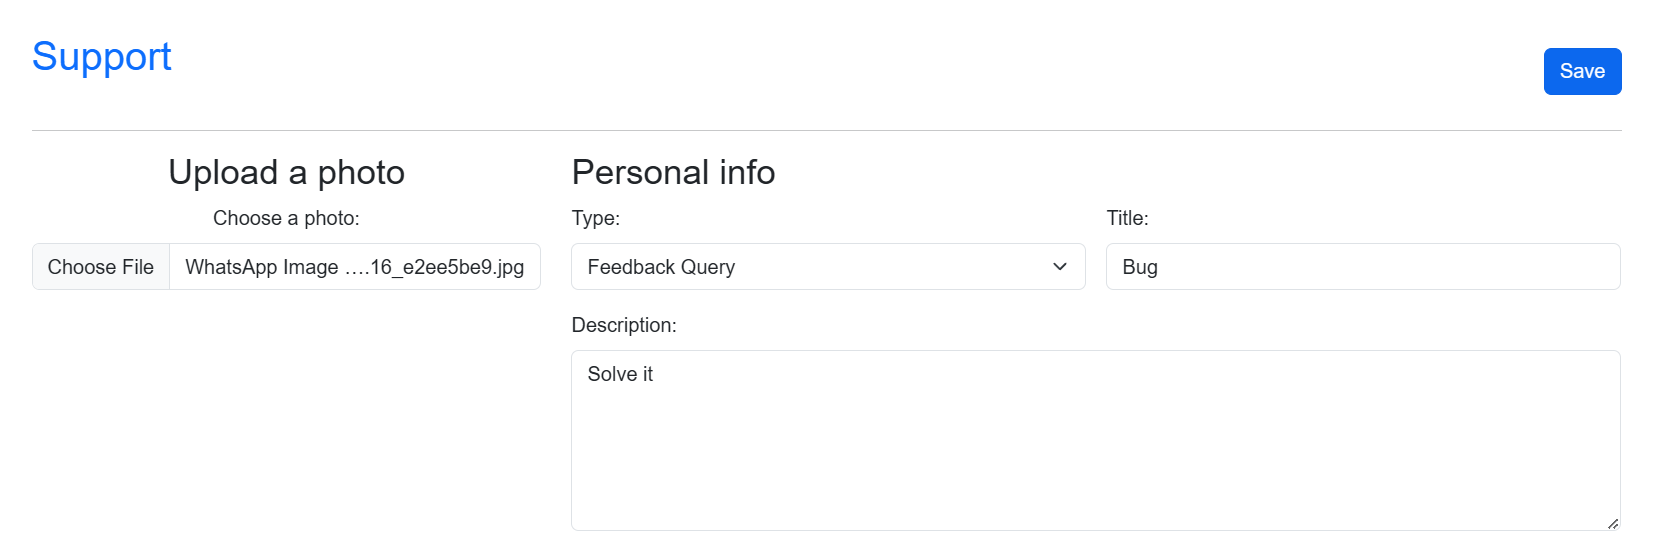 Support
Save
Upload a photo
Choose a photo:
Choose File WhatsApp Image ….16_e2ee5be9.jpg
Personal info
Type:
Feedback Query
Title:
Bug
Description:
Solve it